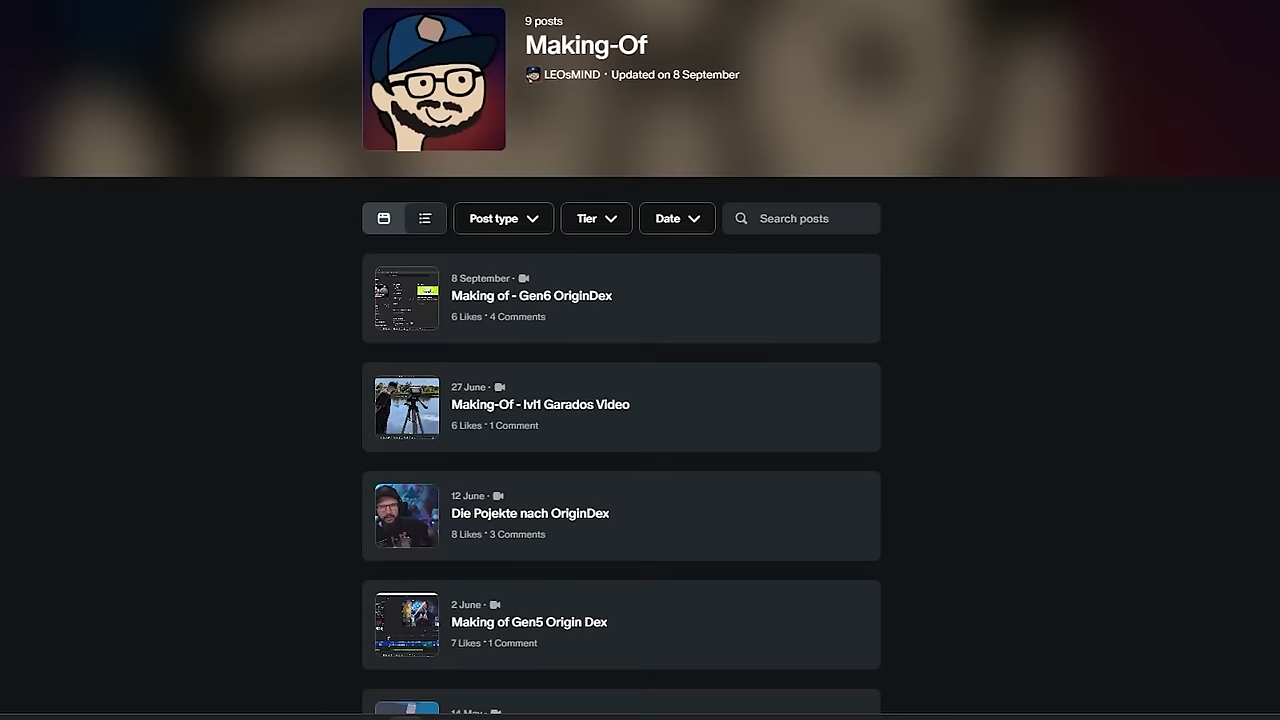 9 posts
Making-Of
LEOsMIND · Updated on 8 September
Post type Tier Date Search posts
8 September ·
Making of - Gen6 OriginDex
6 Likes · 4 Comments
27 June ·
Making-Of - lvl1 Garados Video
6 Likes · 1 Comment
12 June ·
Die Pojekte nach OriginDex
8 Likes · 3 Comments
2 June ·
Making of Gen5 Origin Dex
7 Likes · 1 Comment
14 May ·